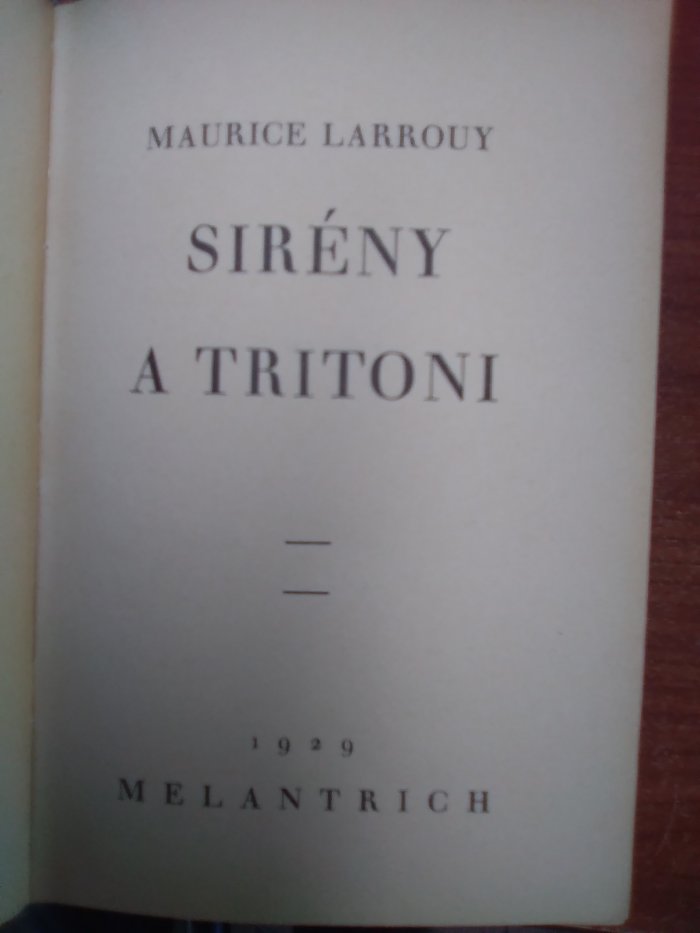 MAURICE LARROUY
SIRÉNY
A TRITONI
1929
MELANTRICH